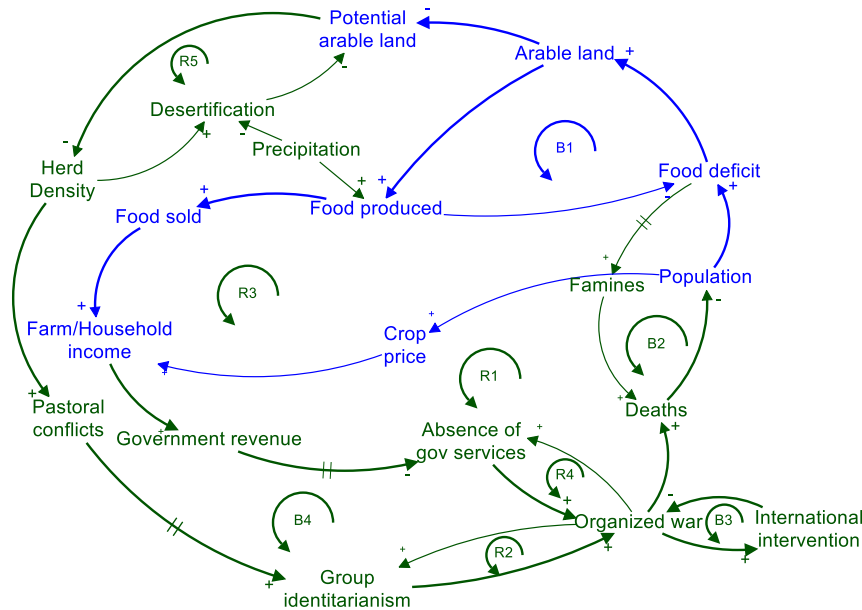 Potential
arable land
-
Arable land
+
R5
-
Desertification
+
-
Precipitation
B1
-
Herd
Density
+
+
Food deficit
+
-
+
Food sold
Food produced
+
Famines
Population
-
R3
+
+
Farm/Household
income
Crop
price
B2
+
R1
+
Pastoral
conflicts
+
Government revenue
-
Absence of
gov services
+
+
Deaths
+
R4
+
-
B4
Organized war
+
B3
International
intervention
+
+
R2
+
Group
identitarianism